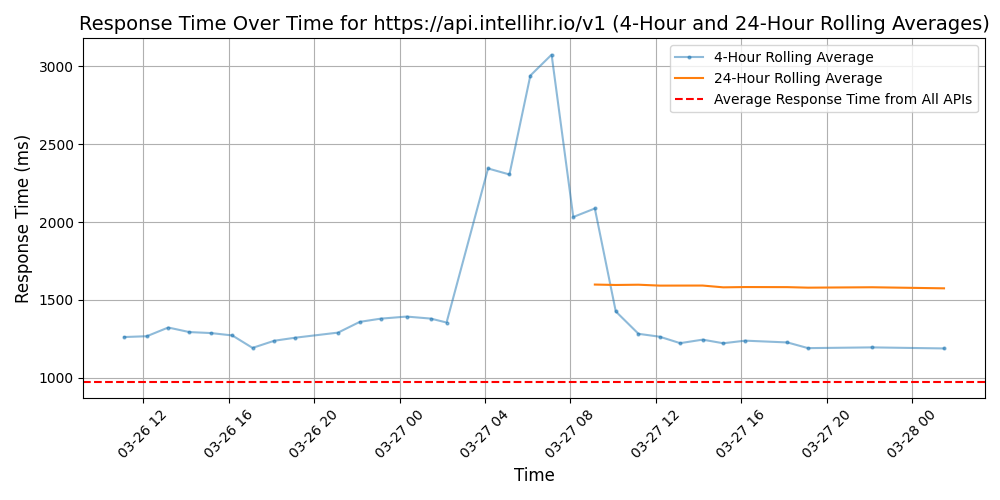 Response Time Over Time for https://api.intellihr.io/v1 (4-Hour and 24-Hour Rolling Averages)
4-Hour Rolling Average
24-Hour Rolling Average
Average Response Time from All APIs
Response Time (ms)
3000
2500
2000
1500
1000
03-26 12
03-26 16
03-26 20
03-27 00
03-27 04
03-27 08
03-27 12
03-27 16
03-27 20
03-28 00
Time